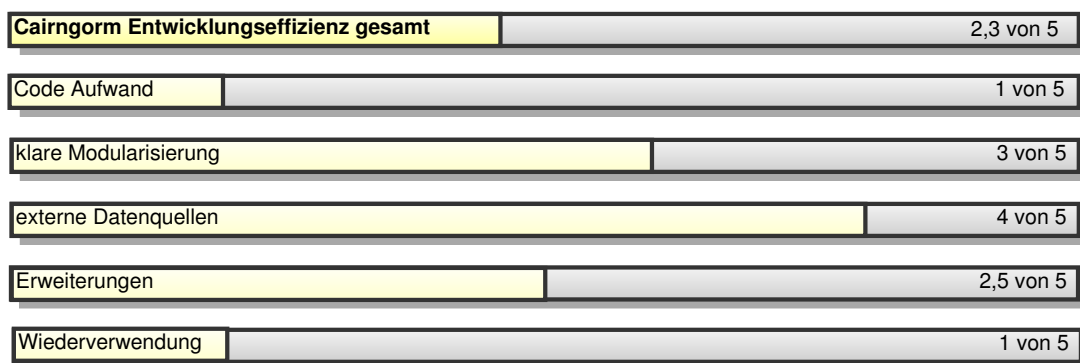 Cairngorm Entwicklungseffizienz gesamt 2,3 von 5
Code Aufwand 1 von 5
klare Modularisierung 3 von 5
externe Datenquellen 4 von 5
Erweiterungen 2,5 von 5
Wiederverwendung 1 von 5